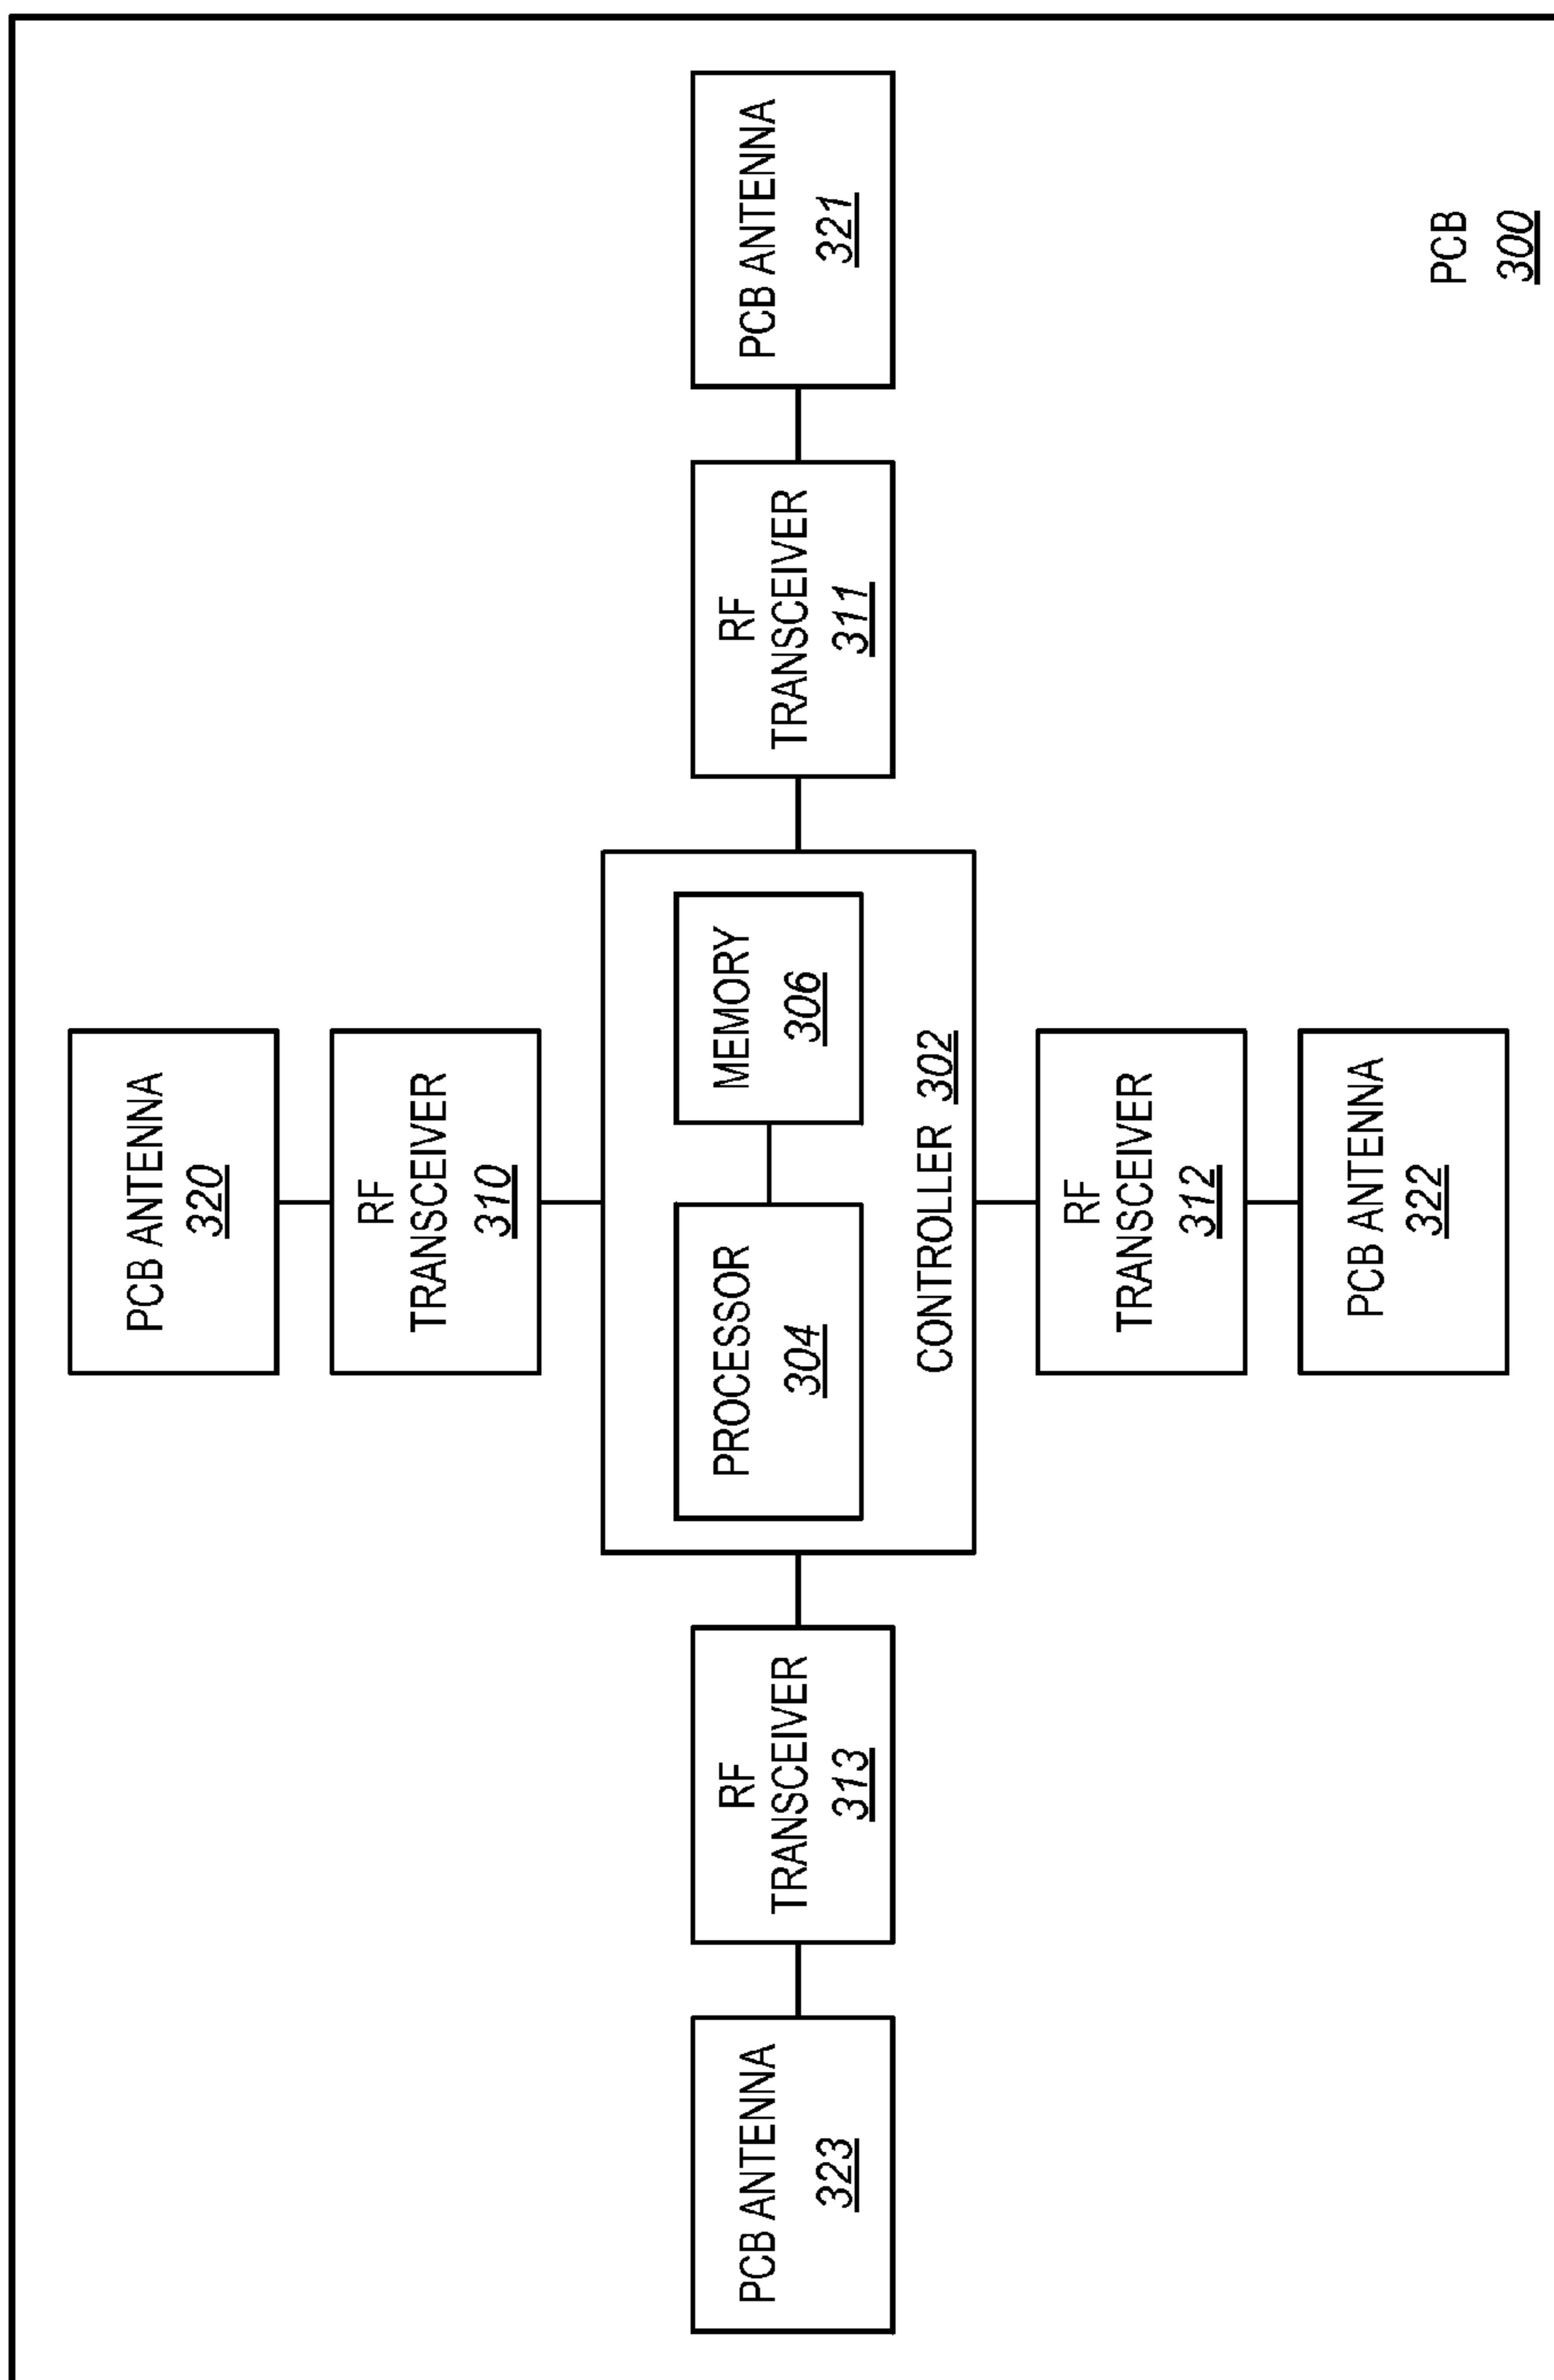 PCB ANTENNA
320
RF
TRANSCEIVER
310
PCB ANTENNA
323
RF
TRANSCEIVER
313
PROCESSOR
304
MEMORY
306
CONTROLLER 302
RF
TRANSCEIVER
311
PCB ANTENNA
321
RF
TRANSCEIVER
312
PCB ANTENNA
322
PCB
300